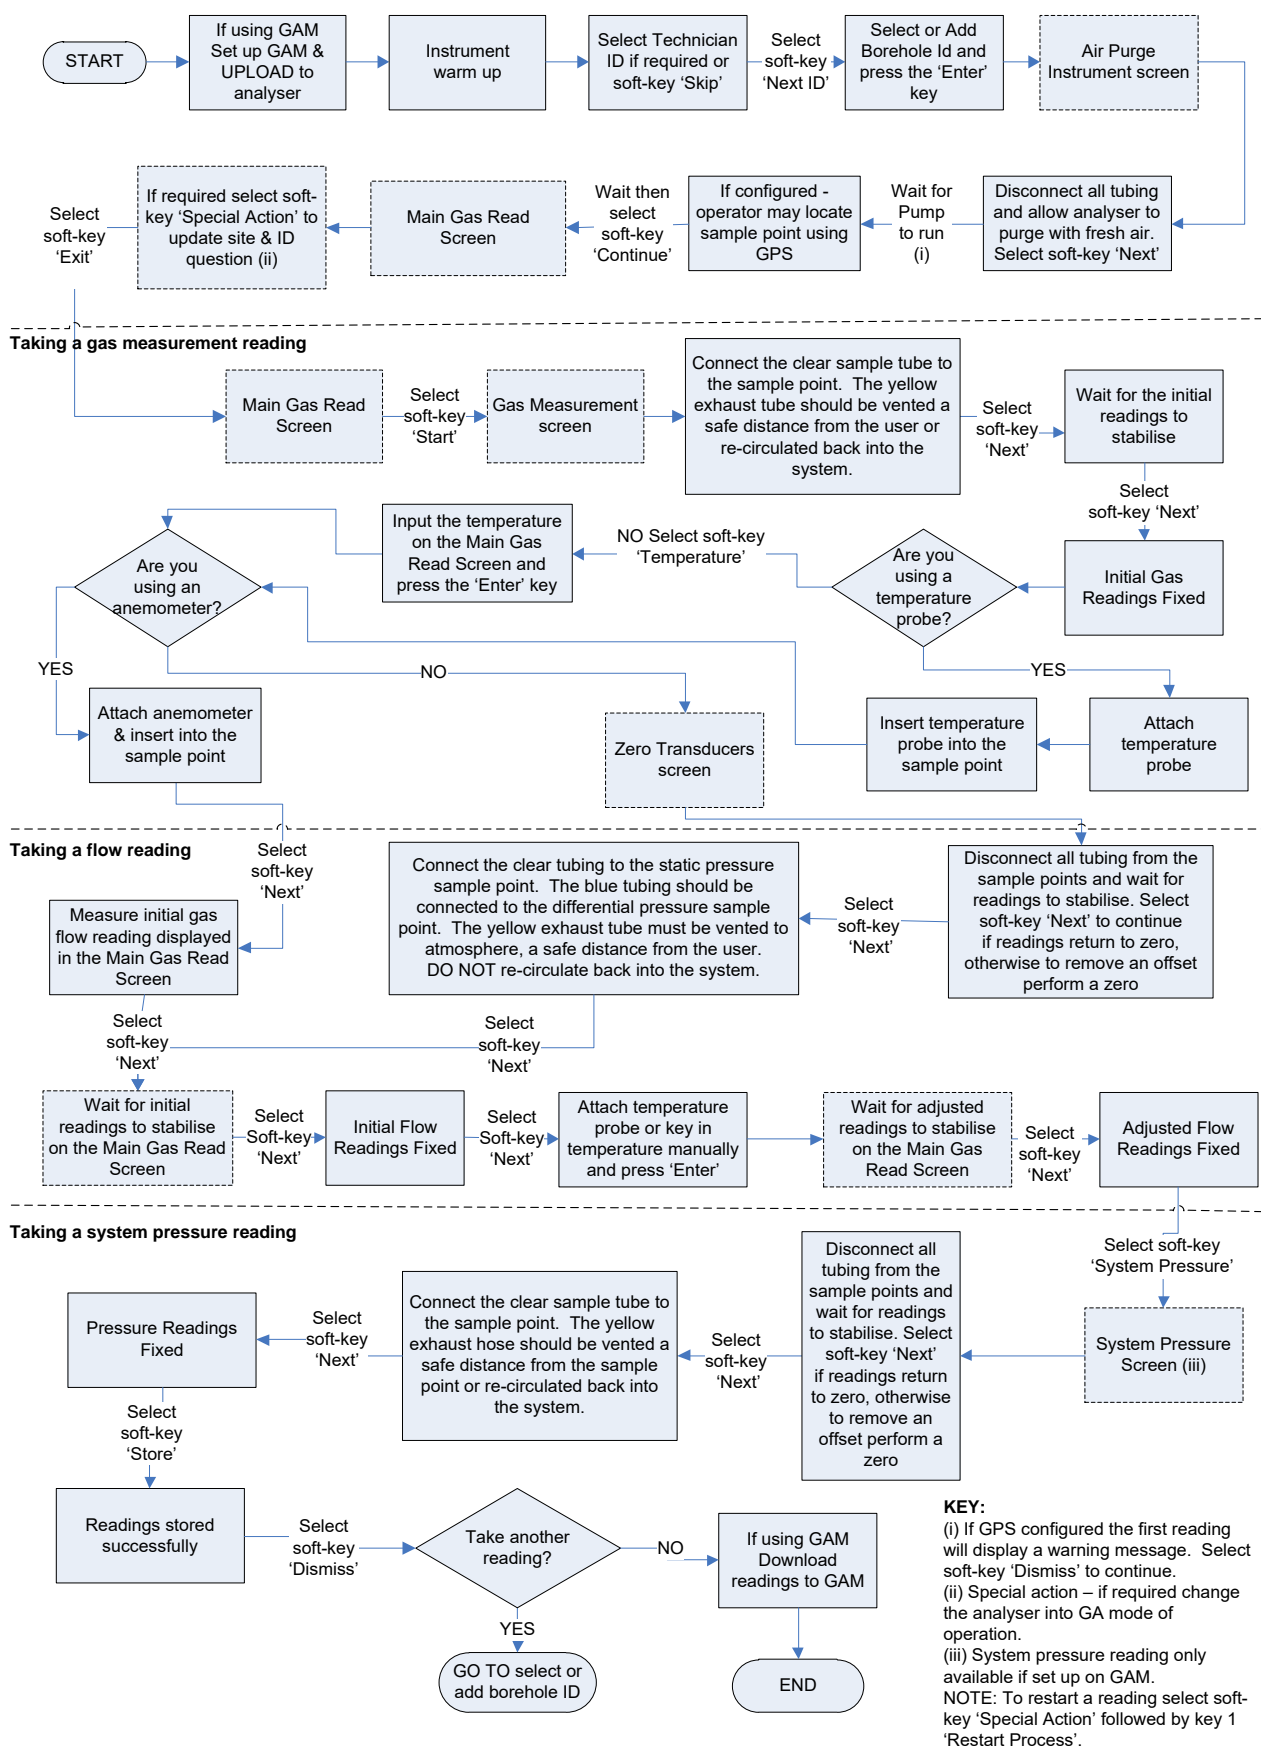 START
If using GAM
Set up GAM &
UPLOAD to
analyser
Instrument
warm up
Select Technician
ID if required or
soft-key ‘Skip’
Select
soft-key
‘Next ID’
Select or Add
Borehole Id and
press the ‘Enter’
key
Air Purge
Instrument screen
Disconnect all tubing
and allow analyser to
purge with fresh air.
Select soft-key ‘Next’
Wait for
Pump
to run
(i)
If configured -
operator may locate
sample point using
GPS
Wait then
select
soft-key
‘Continue’
Main Gas Read
Screen
If required select soft-
key ‘Special Action’ to
update site & ID
question (ii)
Select
soft-key
‘Exit’
Taking a gas measurement reading
Main Gas Read
Screen
Select
soft-key
‘Start’
Gas Measurement
screen
Connect the clear sample tube to
the sample point.  The yellow
exhaust tube should be vented a
safe distance from the user or
re-circulated back into the
system.
Select
soft-key
‘Next’
Wait for the initial
readings to
stabilise
Select
soft-key ‘Next’
Initial Gas
Readings Fixed
Are you
using a
temperature
probe?
NO Select soft-key
‘Temperature’
Input the temperature
on the Main Gas
Read Screen and
press the ‘Enter’ key
Are you
using an
anemometer?
YES
Attach
temperature
probe
Insert temperature
probe into the
sample point
YES
NO
Attach anemometer
& insert into the
sample point
Zero Transducers
screen
Taking a flow reading
Select
soft-key
‘Next’
Measure initial gas
flow reading displayed
in the Main Gas Read
Screen
Connect the clear tubing to the static pressure
sample point.  The blue tubing should be
connected to the differential pressure sample
point.  The yellow exhaust tube must be vented to
atmosphere, a safe distance from the user.
DO NOT re-circulate back into the system.
Select
soft-key
‘Next’
Disconnect all tubing from the
sample points and wait for
readings to stabilise. Select
soft-key ‘Next’ to continue
if readings return to zero,
otherwise to remove an offset
perform a zero
Select
soft-key
‘Next’
Select
soft-key
‘Next’
Wait for initial
readings to stabilise
on the Main Gas Read
Screen
Select
Soft-key
‘Next’
Initial Flow
Readings Fixed
Select
Soft-key
‘Next’
Attach temperature
probe or key in
temperature manually
and press ‘Enter’
Wait for adjusted
readings to stabilise
on the Main Gas
Read Screen
Select
soft-key
‘Next’
Adjusted Flow
Readings Fixed
Taking a system pressure reading
Select soft-key
‘System Pressure’
System Pressure
Screen (iii)
Disconnect all
tubing from the
sample points and
wait for readings
to stabilise. Select
soft-key ‘Next’
if readings return
to zero, otherwise
to remove an
offset perform a
zero
Select
soft-key
‘Next’
Connect the clear sample tube to
the sample point.  The yellow
exhaust hose should be vented a
safe distance from the sample
point or re-circulated back into
the system.
Select
soft-key
‘Next’
Pressure Readings
Fixed
Select
soft-key
‘Store’
Readings stored
successfully
Select
soft-key
‘Dismiss’
Take another
reading?
NO
If using GAM
Download
readings to GAM
YES
GO TO select or
add borehole ID
END
KEY:
(i) If GPS configured the first reading
will display a warning message.  Select
soft-key ‘Dismiss’ to continue.
(ii) Special action – if required change
the analyser into GA mode of
operation.
(iii) System pressure reading only
available if set up on GAM.
NOTE: To restart a reading select soft-
key ‘Special Action’ followed by key 1
‘Restart Process’.